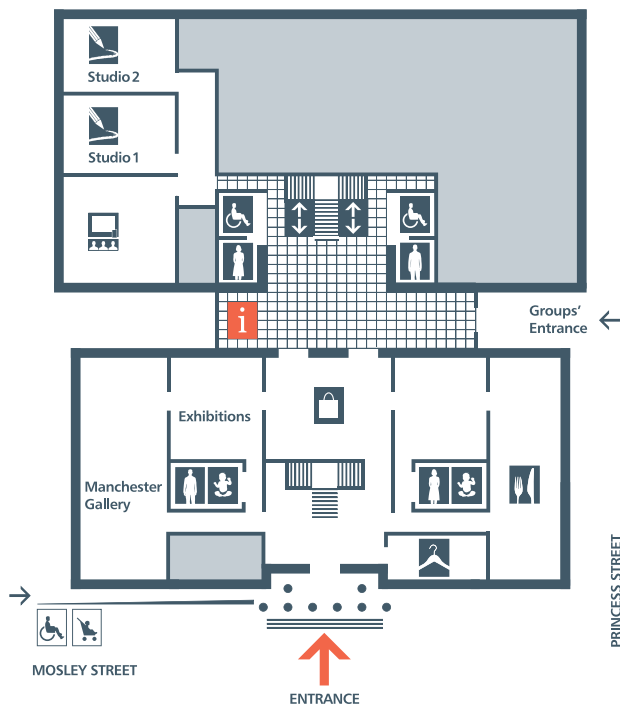 Studio 2
Studio 1
i
Groups'
Entrance
Exhibitions
Manchester
Gallery
PRINCESS STREET
MOSLEY STREET
ENTRANCE